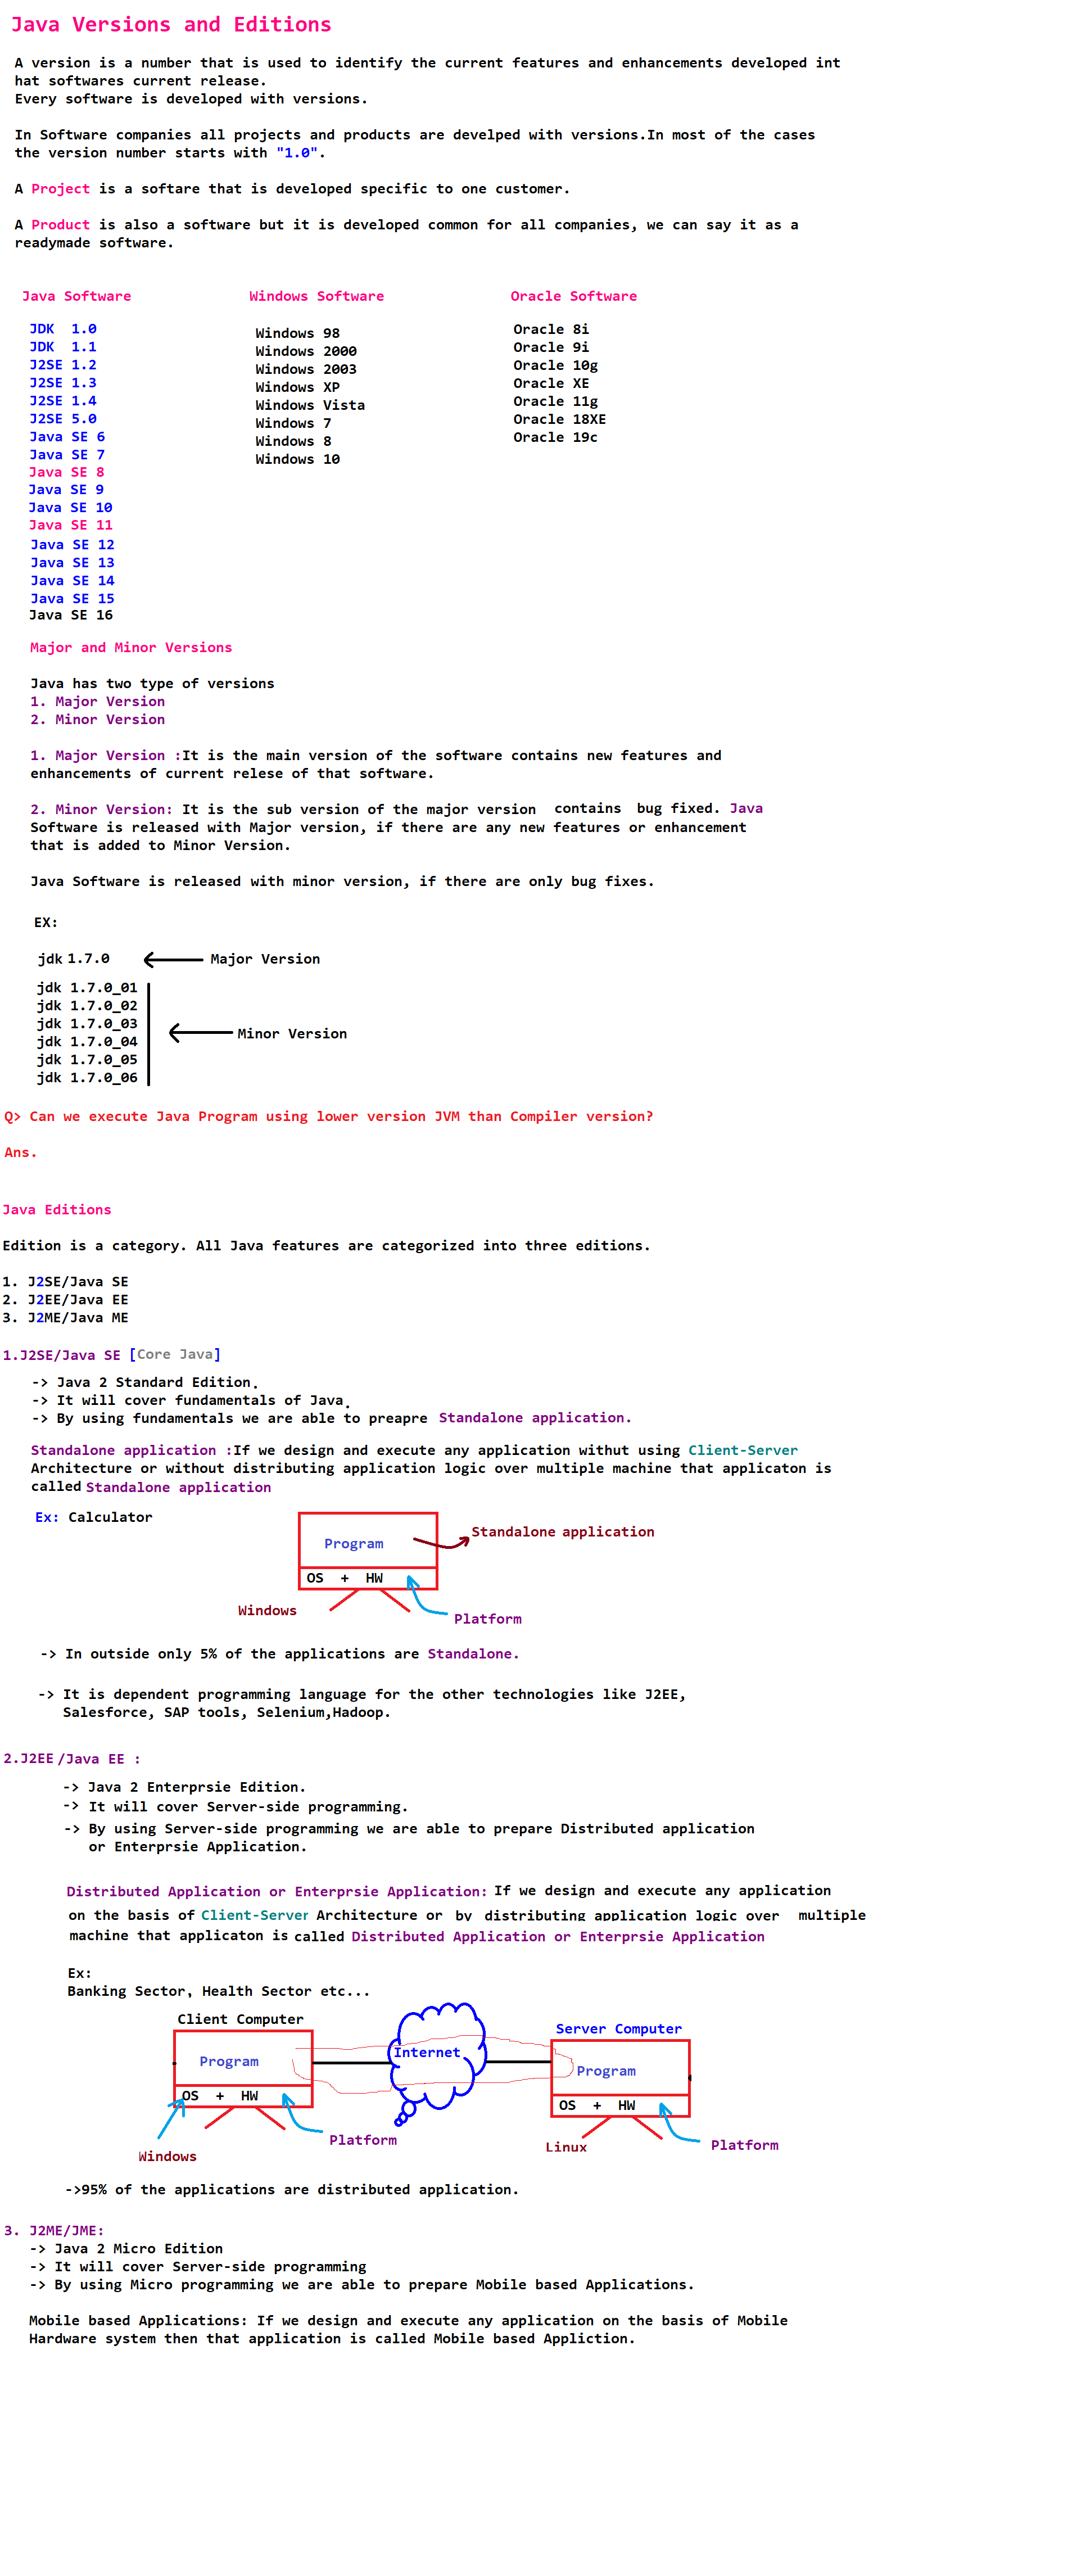 Java Versions and Editions
A version is a number that is used to identify the current features and enhancements developed int
hat softwares current release.
Every software is developed with versions.
In Software companies all projects and products are develped with versions.In most of the cases
the version number starts with "1.0".
A Project is a softare that is developed specific to one customer.
A Product is also a software but it is developed common for all companies, we can say it as a
readymade software.
Java Software
JDK 1.0
JDK 1.1
J2SE 1.2
J2SE 1.3
J2SE 1.4
J2SE 5.0
Java SE 6
Java SE 7
Java SE 8
Java SE 9
Java SE 10
Java SE 11
Java SE 12
Java SE 13
Java SE 14
Java SE 15
Java SE 16
Windows Software
Windows 98
Windows 2000
Windows 2003
Windows XP
Windows Vista
Windows 7
Windows 8
Windows 10
Oracle Software
Oracle 8i
Oracle 9i
Oracle 10g
Oracle XE
Oracle 11g
Oracle 18XE
Oracle 19c
Major and Minor Versions
Java has two type of versions
1. Major Version
2. Minor Version
1. Major Version :It is the main version of the software contains new features and
enhancements of current relese of that software.
2. Minor Version: It is the sub version of the major version contains bug fixed. Java
Software is released with Major version, if there are any new features or enhancement
that is added to Minor Version.
Java Software is released with minor version, if there are only bug fixes.
EX:
jdk 1.7.0
Major Version
jdk 1.7.0_01
jdk 1.7.0_02
jdk 1.7.0_03
jdk 1.7.0_04
jdk 1.7.0_05
jdk 1.7.0_06
Minor Version
Q> Can we execute Java Program using lower version JVM than Compiler version?
Ans.
Java Editions
Edition is a category. All Java features are categorized into three editions.
1. J2SE/Java SE
2. J2EE/Java EE
3. J2ME/Java ME
1.J2SE/Java SE [Core Java]
-> Java 2 Standard Edition.
-> It will cover fundamentals of Java.
-> By using fundamentals we are able to preapre Standalone application.
Standalone application :If we design and execute any application withut using Client-Server
Architecture or without distributing application logic over multiple machine that applicaton is
called Standalone application
Ex: Calculator
Program
Standalone application
OS + HW
Windows
Platform
-> In outside only 5% of the applications are Standalone.
-> It is dependent programming language for the other technologies like J2EE,
Salesforce, SAP tools, Selenium,Hadoop.
2.J2EE/Java EE :
-> Java 2 Enterprsie Edition.
-> It will cover Server-side programming.
-> By using Server-side programming we are able to prepare Distributed application
or Enterprsie Application.
Distributed Application or Enterprsie Application: If we design and execute any application
on the basis of Client-Server Architecture or by distributing application logic over multiple
machine that applicaton is called Distributed Application or Enterprsie Application
Ex:
Banking Sector, Health Sector etc...
Client Computer
Program
OS + HW
Windows
Platform
Internet
Server Computer
Program
OS + HW
Linux
Platform
->95% of the applications are distributed application.
3. J2ME/JME:
-> Java 2 Micro Edition
-> It will cover Server-side programming
-> By using Micro programming we are able to prepare Mobile based Applications.
Mobile based Applications: If we design and execute any application on the basis of Mobile
Hardware system then that application is called Mobile based Appliction.